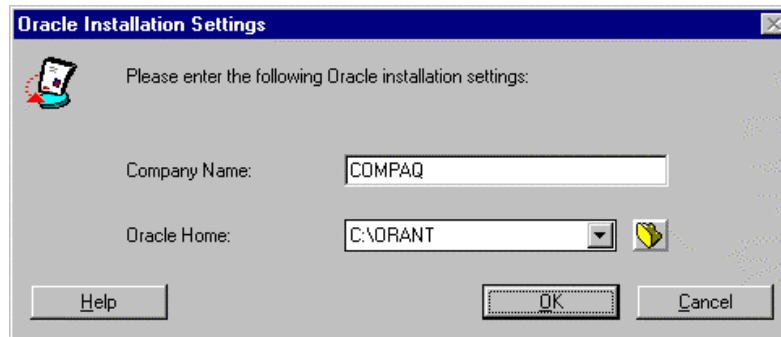 Oracle Installation Settings
Please enter the following Oracle installation settings:
Company Name: COMPAQ
Oracle Home: C:\ORANT
Help OK Cancel